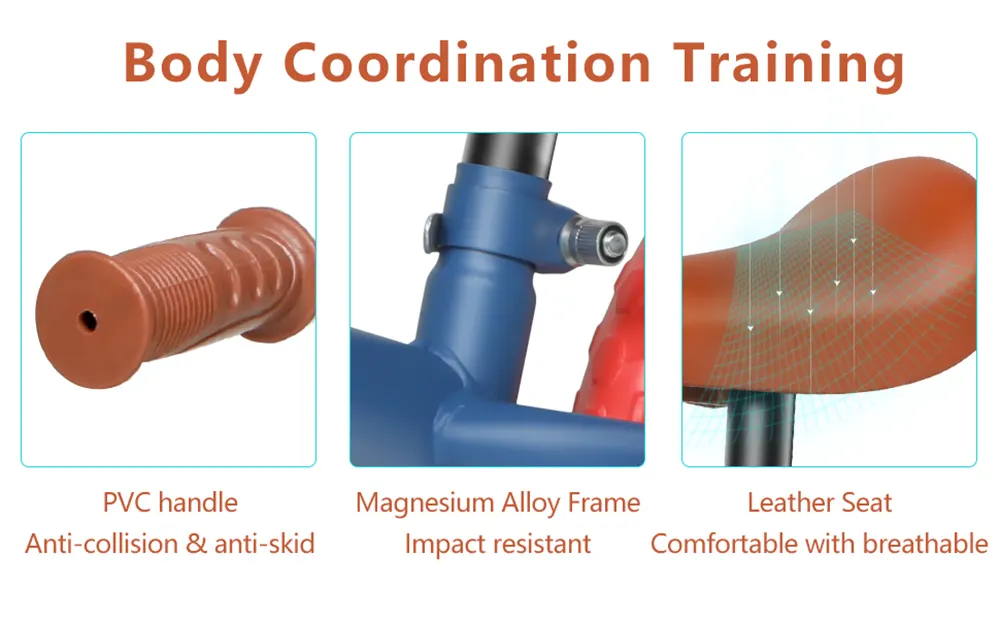 Body Coordination Training
PVC handle
Anti-collision & anti-skid
Magnesium Alloy Frame
Impact resistant
Leather Seat
Comfortable with breathable